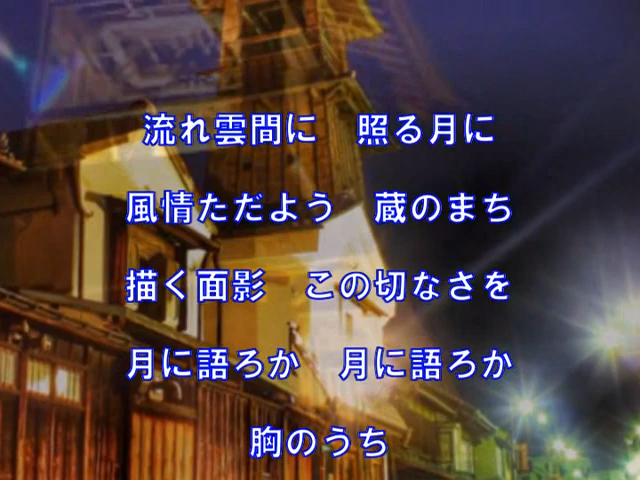 流れ雲間に　照る月に
風情ただよう　蔵のまち
描く面影　この切なさを
月に語ろか　月に語ろか
胸のうち